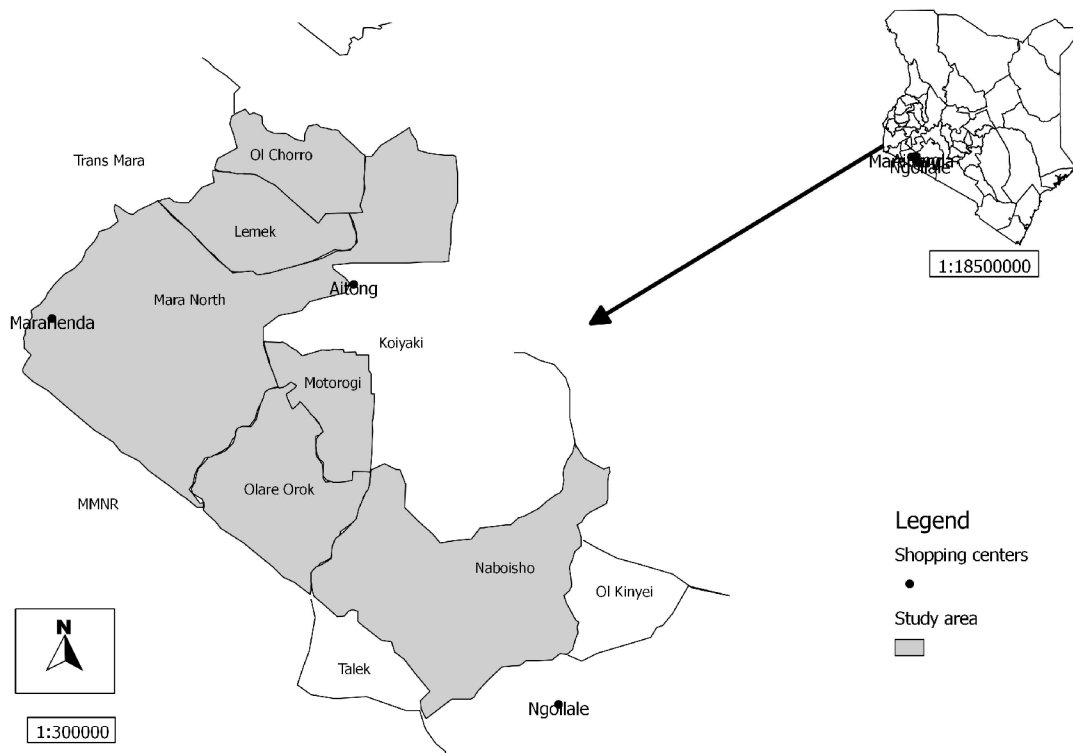 Ol Chorro
Trans Mara
Lemek
Aitong
Mara North
Mararienda
Koiyaki
Motorogi
Olare Orok
MMNR
Naboisho
Ol Kinyei
Talek
Ngoilale
N
1:300000
Ngoilale
1:18500000
Legend
Shopping centers
Study area